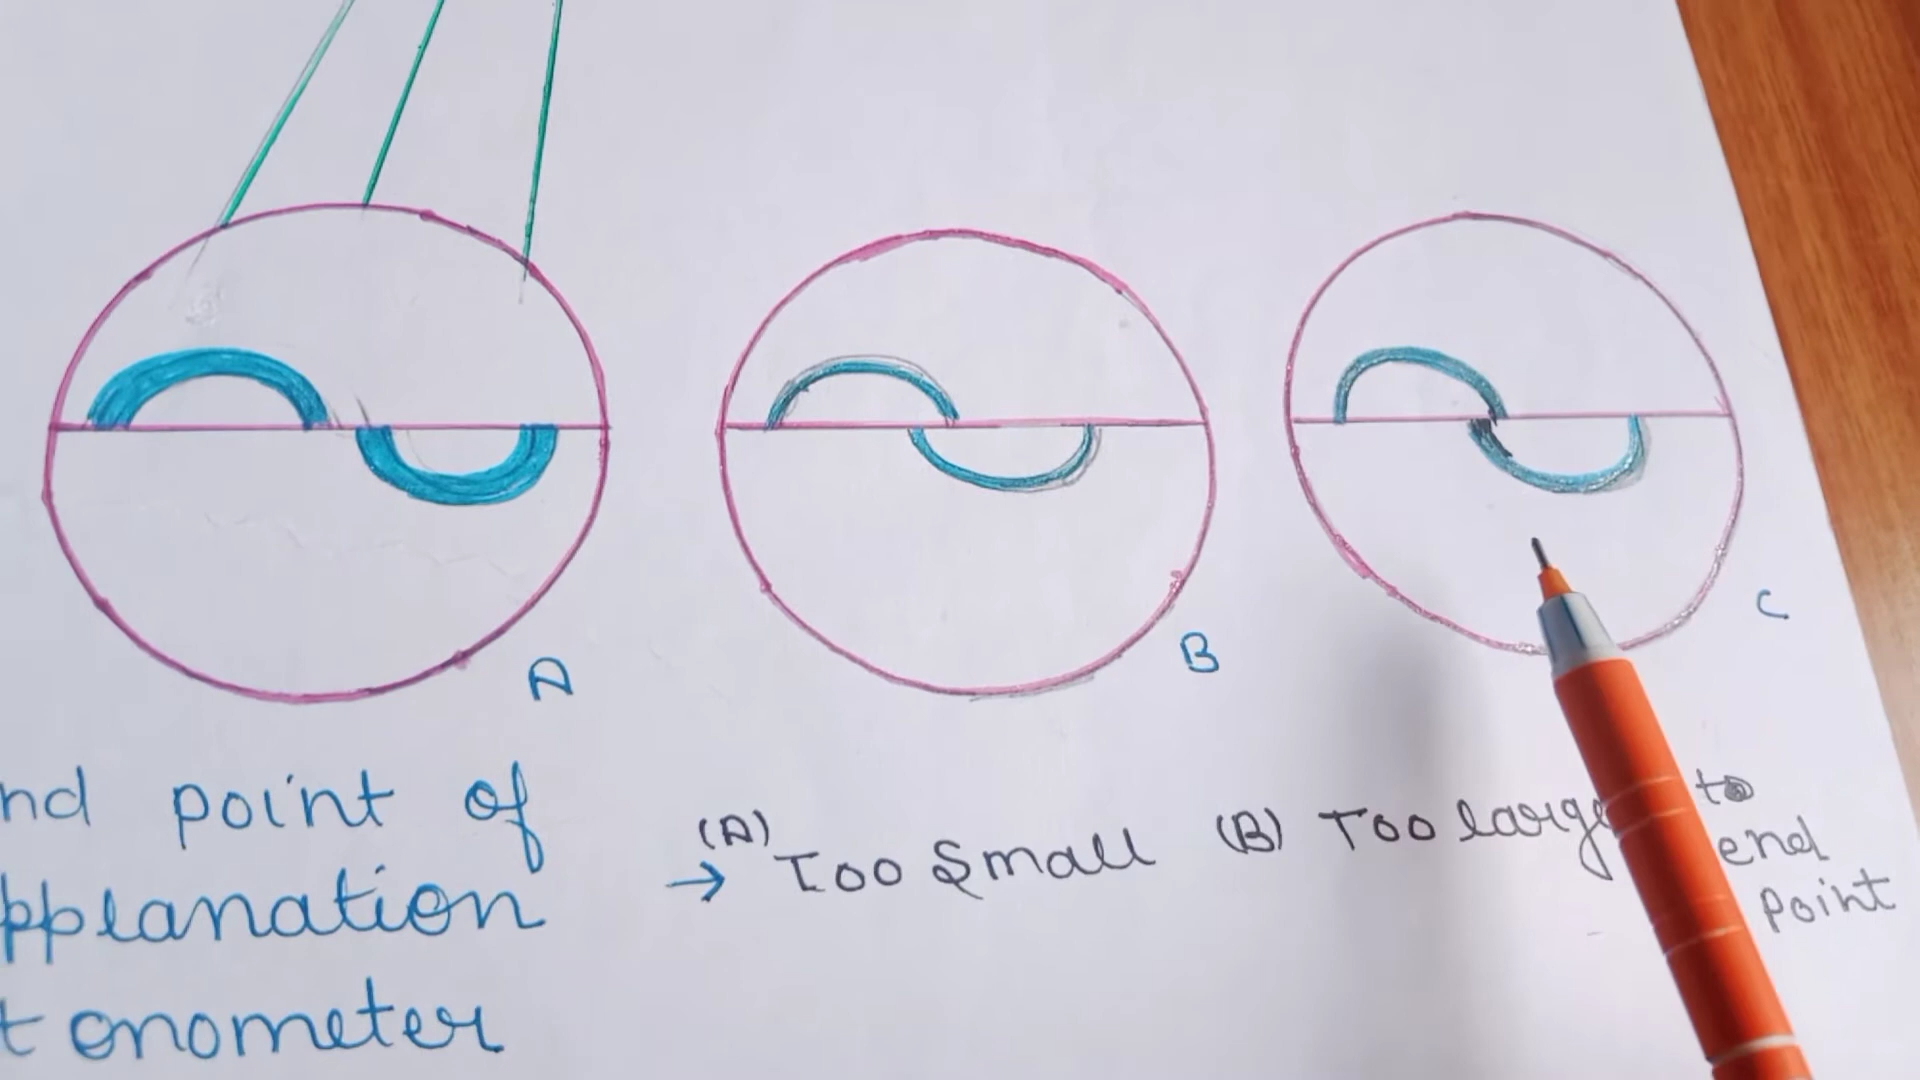 A
B
C
nd point of
pplanation
tonometer
(A) (B) to
→ Too Small Too large end
point